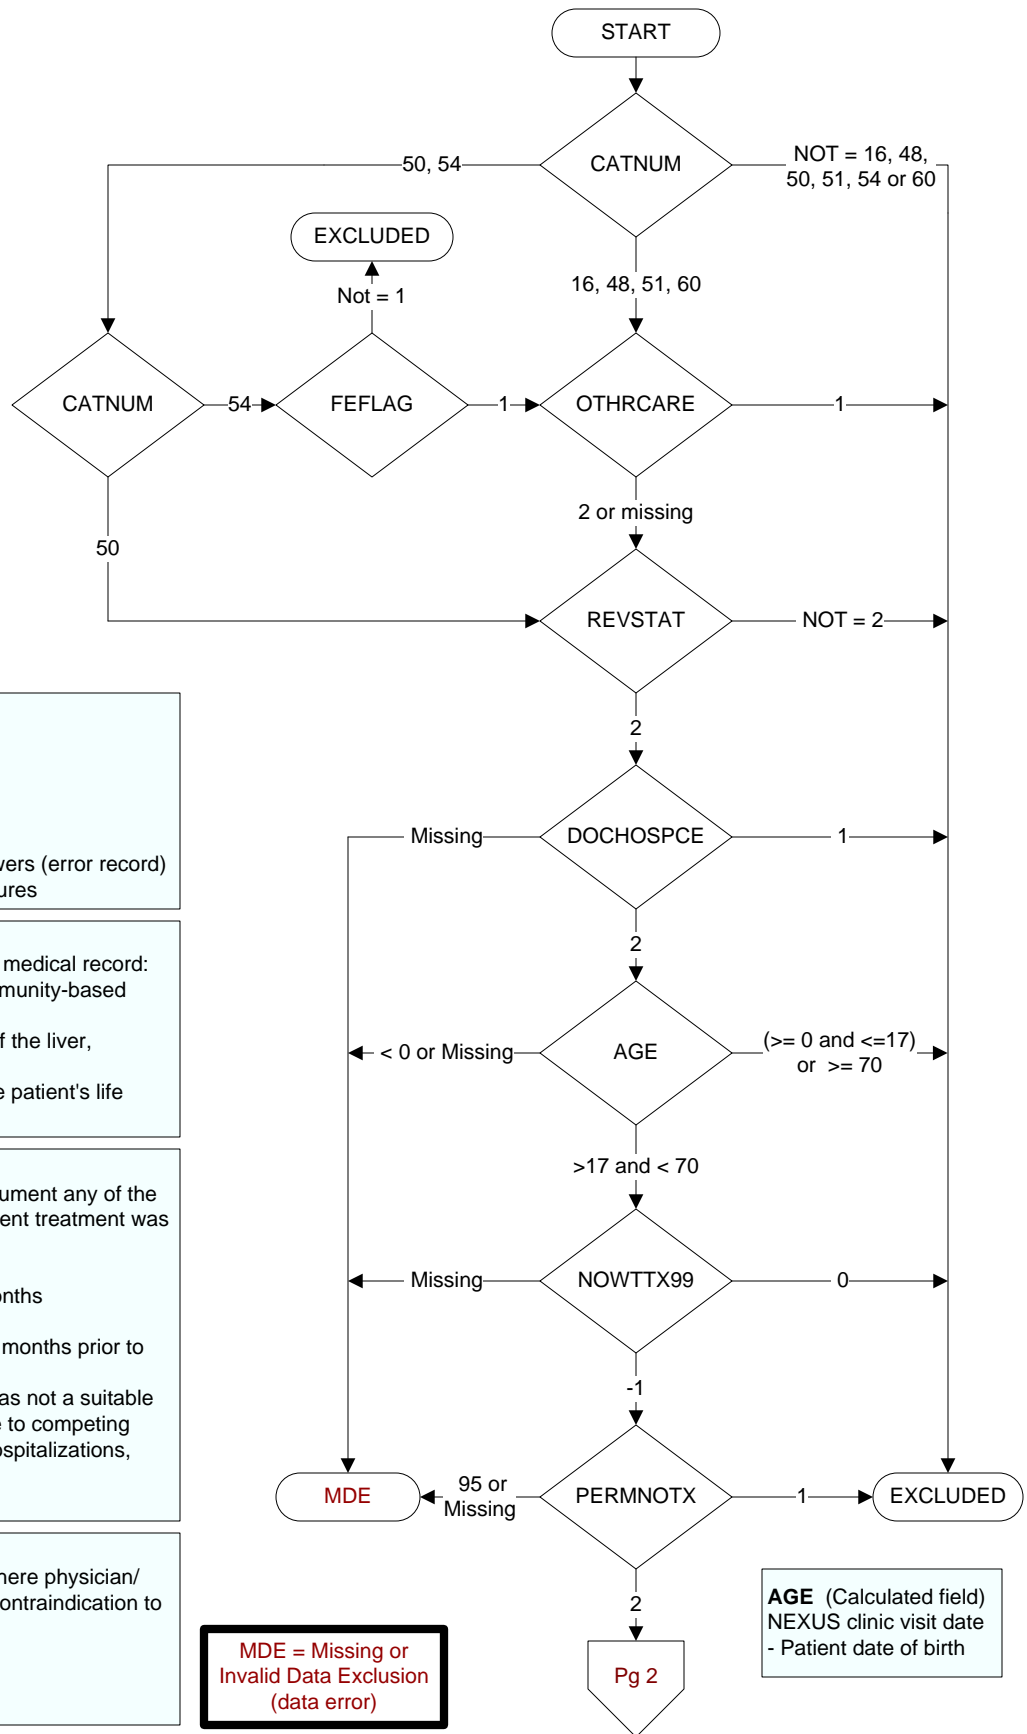 START
CATNUM
50, 54
NOT = 16, 48,
50, 51, 54 or 60
EXCLUDED
Not = 1
16, 48, 51, 60
CATNUM
54
FEFLAG
1
OTHRCARE
1
2 or missing
50
REVSTAT
NOT = 2
2
Missing
DOCHOSPCE
1
wers (error record)
ures
2
medical record:
munity-based
f the liver,
e patient's life
< 0 or Missing
AGE
(>= 0 and <=17)
or >= 70
>17 and < 70
ument any of the
ent treatment was
onths
months prior to
as not a suitable
e to competing
ospitalizations,
Missing
NOWTTX99
0
-1
MDE
95 or
Missing
PERMNOTX
1
EXCLUDED
here physician/
ontraindication to
2
MDE = Missing or
Invalid Data Exclusion
(data error)
Pg 2
AGE (Calculated field)
NEXUS clinic visit date
- Patient date of birth